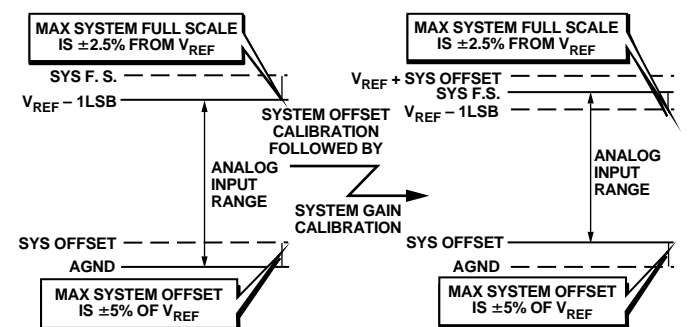 MAX SYSTEM FULL SCALE
IS ±2.5% FROM VREF
SYS F. S.
VREF – 1LSB
ANALOG
INPUT
RANGE
SYS OFFSET
AGND
MAX SYSTEM OFFSET
IS ±5% OF VREF
SYSTEM OFFSET
CALIBRATION
FOLLOWED BY
SYSTEM GAIN
CALIBRATION
MAX SYSTEM FULL SCALE
IS ±2.5% FROM VREF
VREF + SYS OFFSET
SYS F.S.
VREF – 1LSB
ANALOG
INPUT
RANGE
SYS OFFSET
AGND
MAX SYSTEM OFFSET
IS ±5% OF VREF